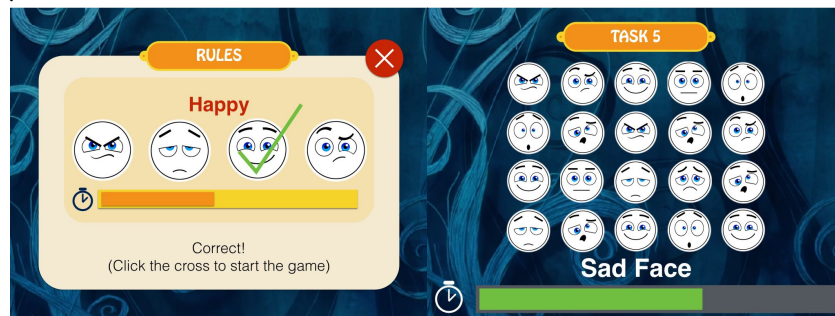 RULES
Happy
Correct!
(Click the cross to start the game)
TASK 5
Sad Face